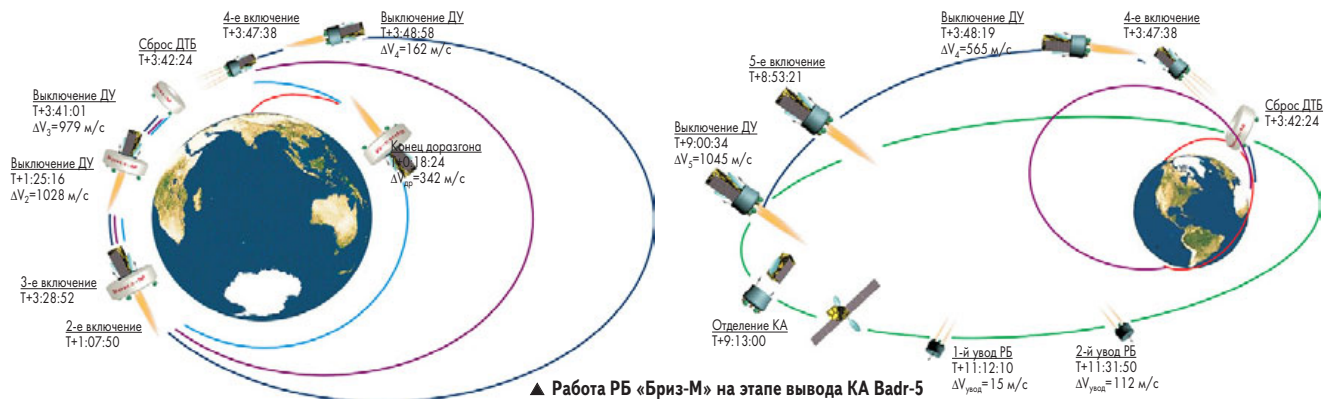 4-е включение
T+3:47:38
Выключение ДУ
T+3:48:58
ΔV₄=162 м/с
Сброс ДТБ
T+3:42:24
Выключение ДУ
T+3:41:01
ΔV₃=979 м/с
Выключение ДУ
T+1:25:16
ΔV₂=1028 м/с
Конец доразгона
T+0:18:24
ΔVдр=342 м/с
3-е включение
T+3:28:52
2-е включение
T+1:07:50
Выключение ДУ
T+3:48:19
ΔV₄=565 м/с
4-е включение
T+3:47:38
5-е включение
T+8:53:21
Сброс ДТБ
T+3:42:24
Выключение ДУ
T+9:00:34
ΔV₅=1045 м/с
Отделение КА
T+9:13:00
1-й увод РБ
T+11:12:10
ΔVувод=15 м/с
2-й увод РБ
T+11:31:50
ΔVувод=112 м/с
▲ Работа РБ «Бриз-М» на этапе вывода КА Badr-5